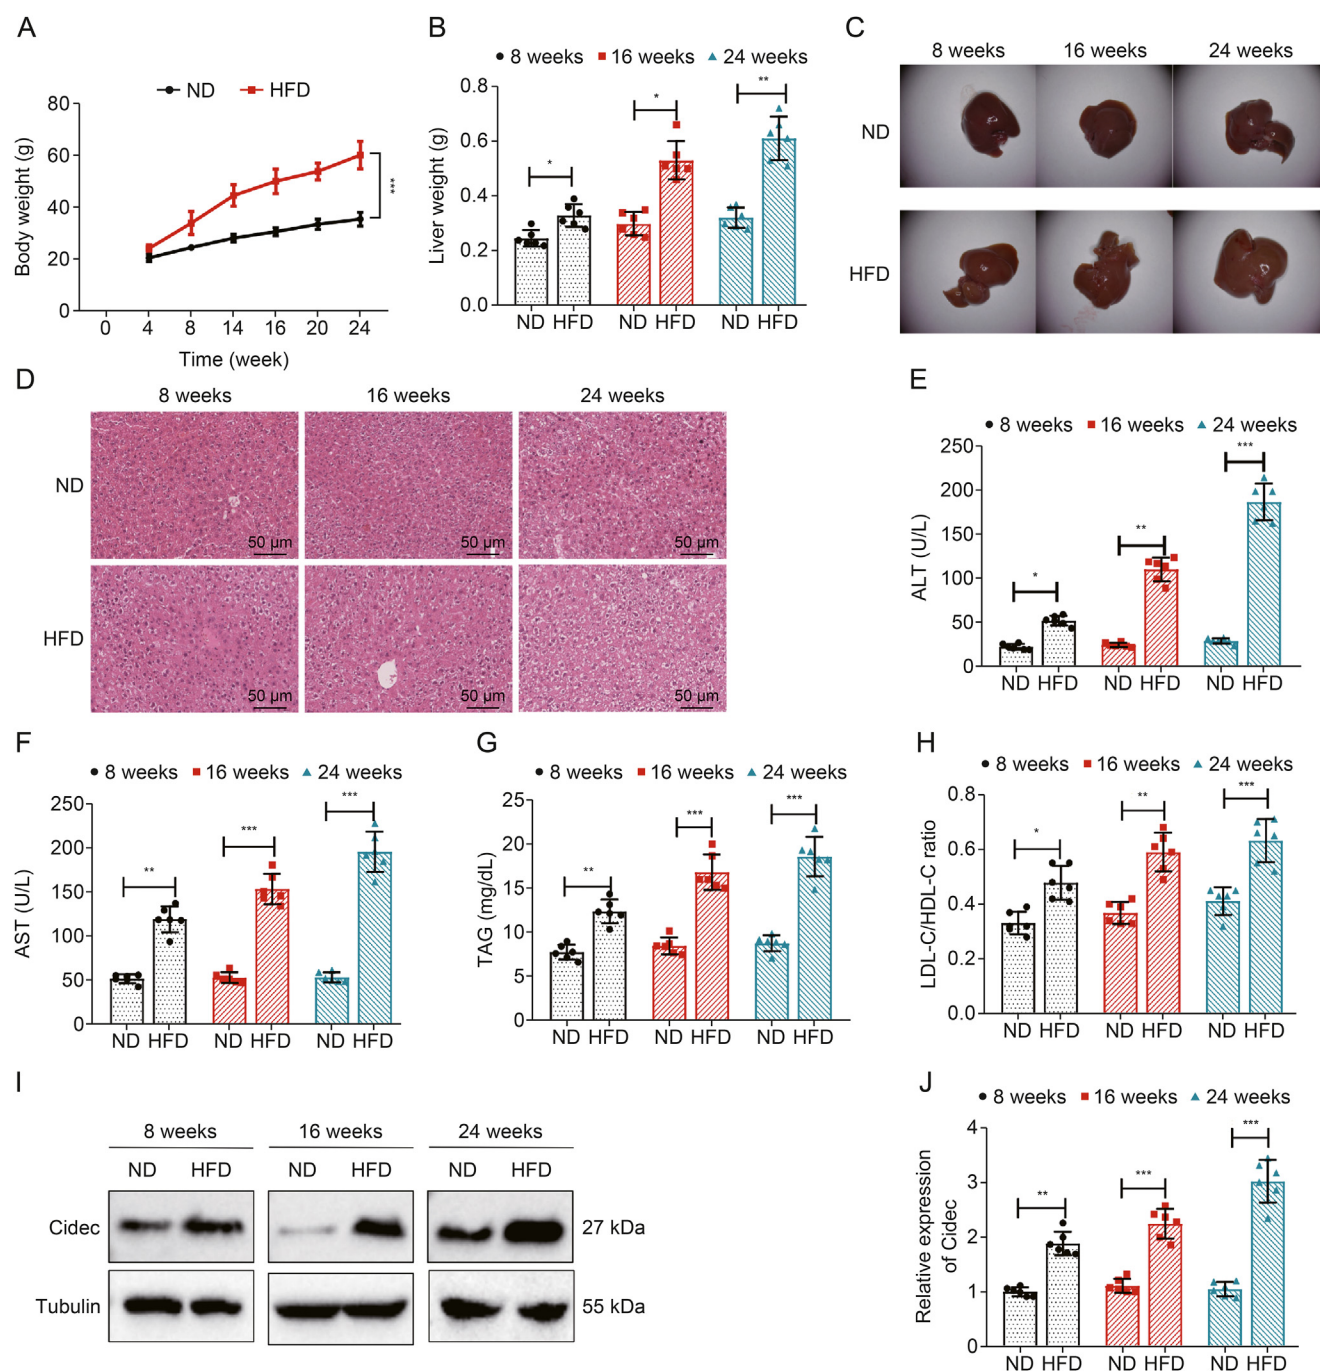 A
ND HFD
Body weight (g)
80
60
40
20
0
***
0 4 8 14 16 20 24
Time (week)
B
8 weeks 16 weeks 24 weeks
Liver weight (g)
0.8
0.6
0.4
0.2
0.0
* * **
ND HFD ND HFD ND HFD
C
8 weeks 16 weeks 24 weeks
ND
HFD
D
8 weeks 16 weeks 24 weeks
ND
50 µm 50 µm 50 µm
HFD
50 µm 50 µm 50 µm
E
8 weeks 16 weeks 24 weeks
ALT (U/L)
250
200
150
100
50
0
* ** ***
ND HFD ND HFD ND HFD
F
8 weeks 16 weeks 24 weeks
AST (U/L)
250
200
150
100
50
0
** *** ***
ND HFD ND HFD ND HFD
G
8 weeks 16 weeks 24 weeks
TAG (mg/dL)
25
20
15
10
5
0
** *** ***
ND HFD ND HFD ND HFD
H
8 weeks 16 weeks 24 weeks
LDL-C/HDL-C ratio
0.8
0.6
0.4
0.2
0.0
* ** ***
ND HFD ND HFD ND HFD
I
8 weeks 16 weeks 24 weeks
ND HFD ND HFD ND HFD
Cidec 27 kDa
Tubulin 55 kDa
J
8 weeks 16 weeks 24 weeks
Relative expression
of Cidec
4
3
2
1
0
** *** ***
ND HFD ND HFD ND HFD